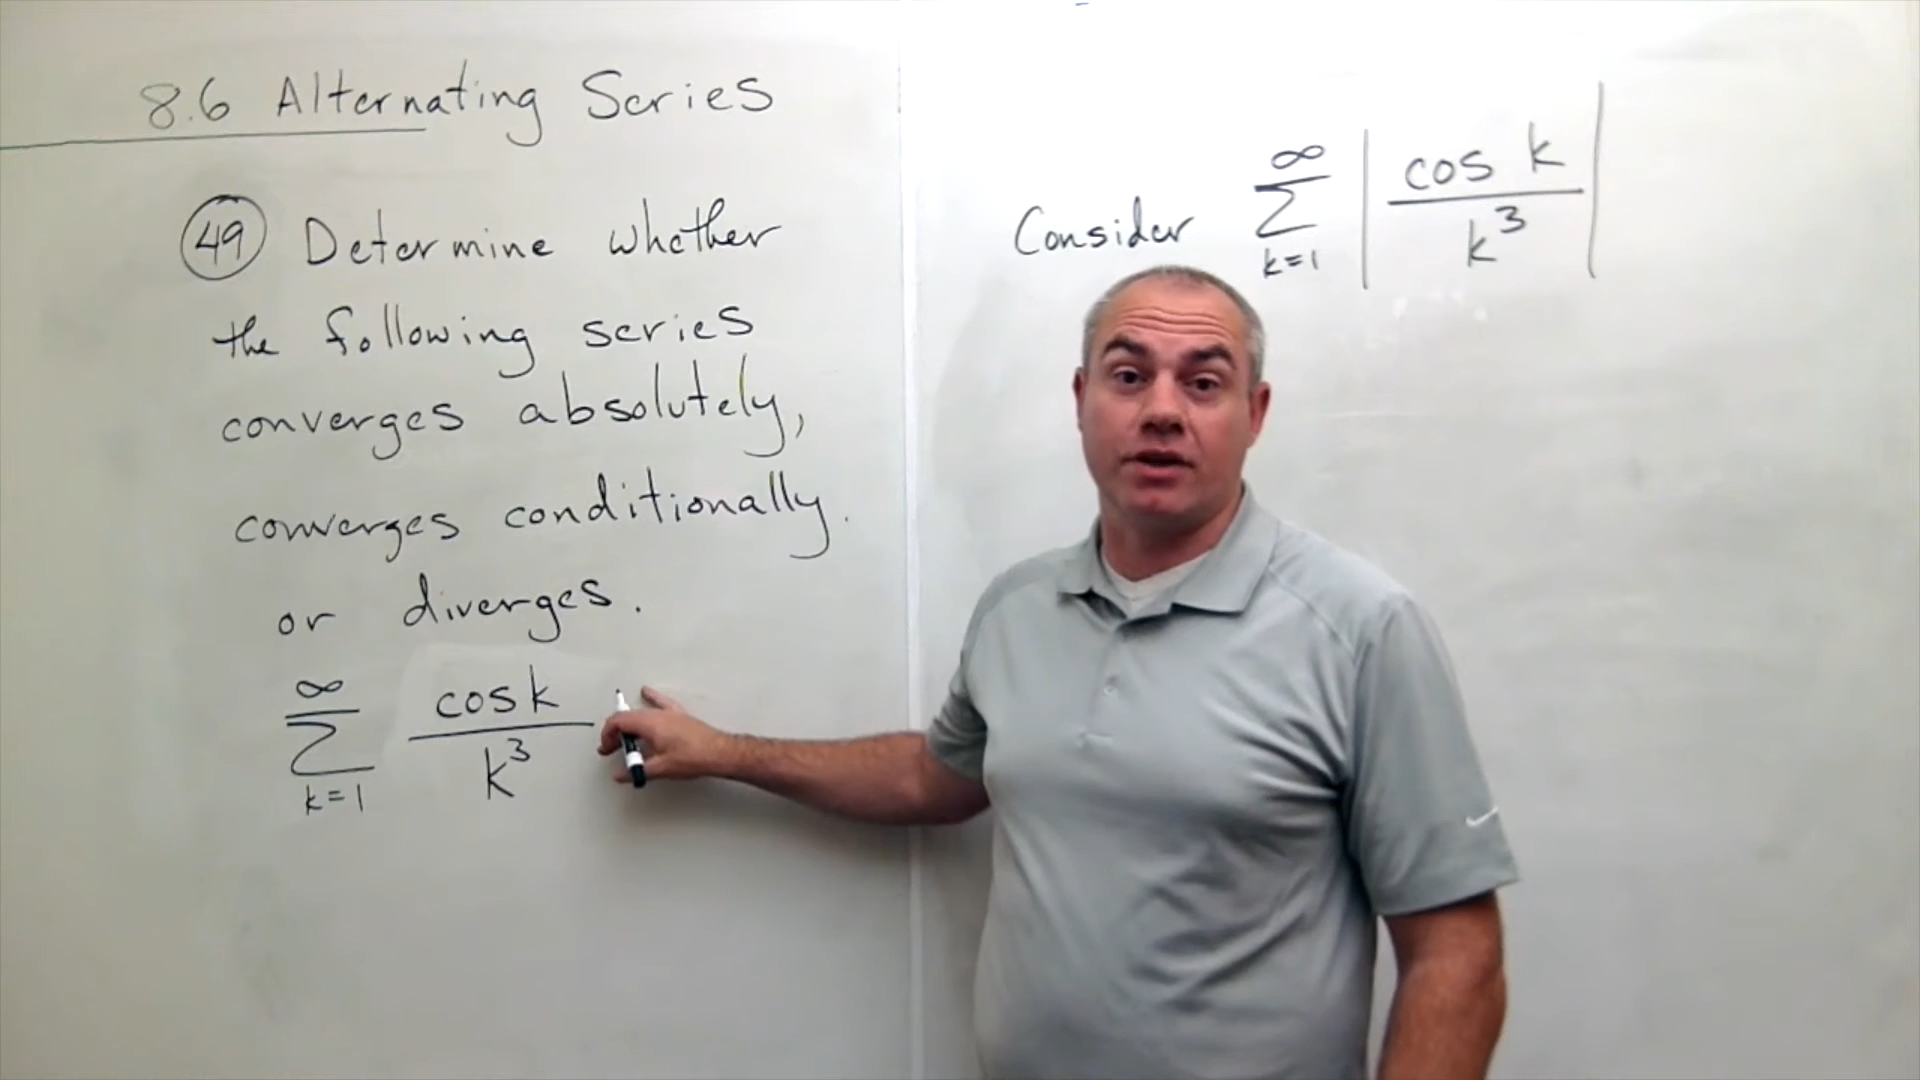 8.6 Alternating Series
49 Determine whether
the following series
converges absolutely,
converges conditionally.
or diverges.
∞
∑ cos k / k³
k=1
Consider ∞
∑ | cos k / k³ |
k=1